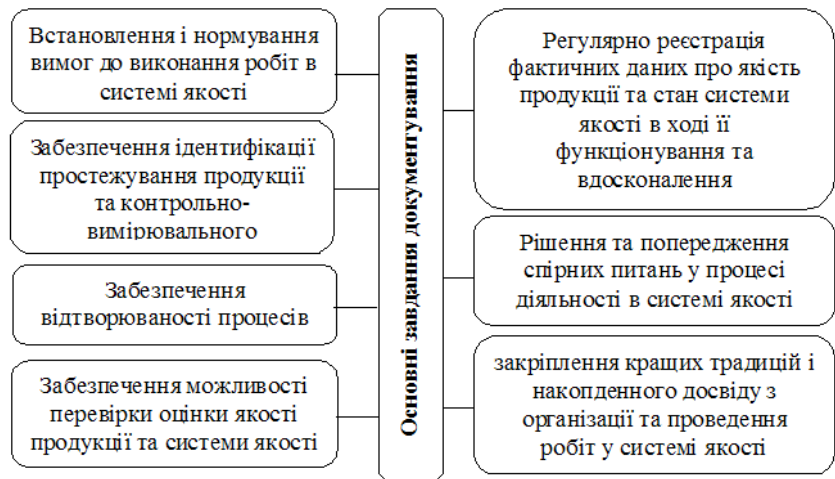 Встановлення і нормування
вимог до виконання робіт в
системі якості
Забезпечення ідентифікації
простежування продукції
та контрольно-
вимірювального
Забезпечення
відтворюваності процесів
Забезпечення можливості
перевірки оцінки якості
продукції та системи якості
Основні завдання документування
Регулярно реєстрація
фактичних даних про якість
продукції та стан системи
якості в ході її
функціонування та
вдосконалення
Рішення та попередження
спірних питань у процесі
діяльності в системі якості
закріплення кращих традицій і
накопденного досвіду з
організації та проведення
робіт у системі якості